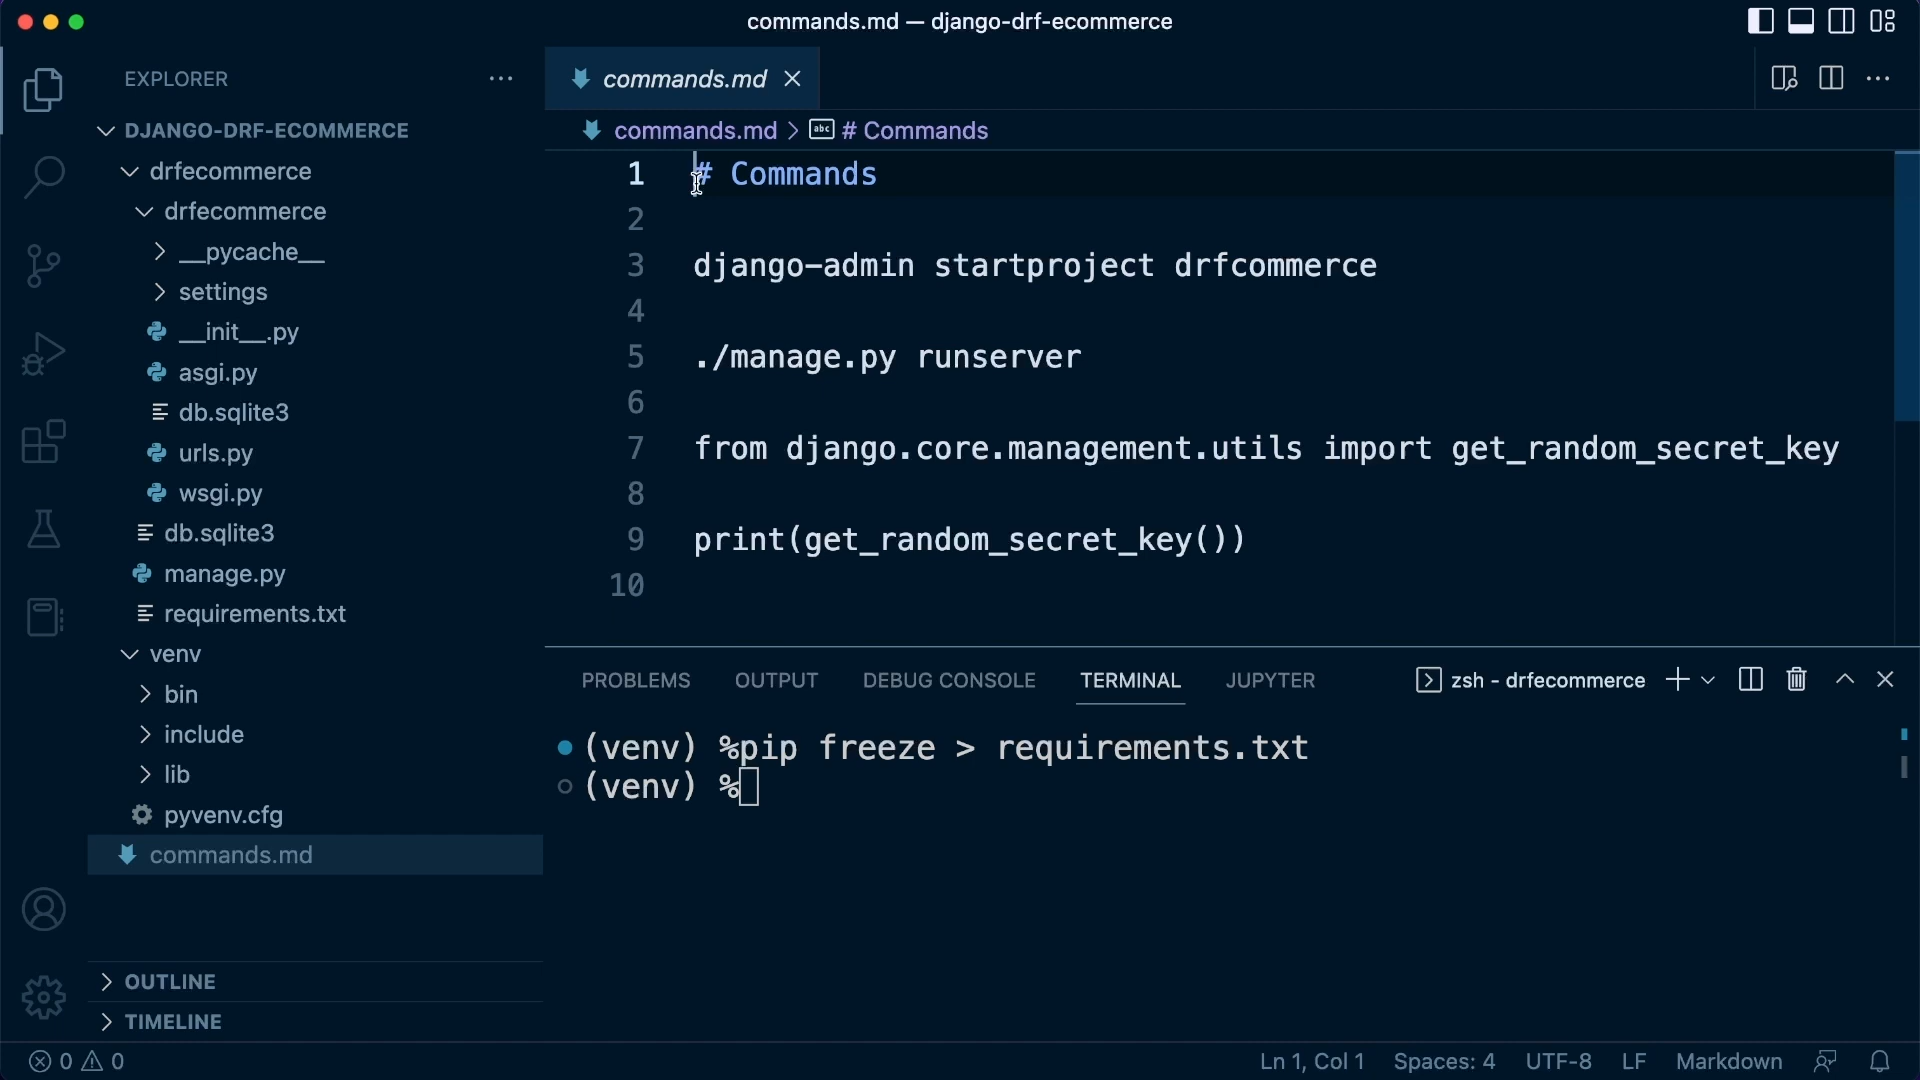 commands.md — django-drf-ecommerce
EXPLORER
DJANGO-DRF-ECOMMERCE
drfecommerce
drfecommerce
__pycache__
settings
__init__.py
asgi.py
db.sqlite3
urls.py
wsgi.py
db.sqlite3
manage.py
requirements.txt
venv
bin
include
lib
pyvenv.cfg
commands.md
OUTLINE
TIMELINE
commands.md
commands.md > abc # Commands
1 # Commands
2
3 django-admin startproject drfcommerce
4
5 ./manage.py runserver
6
7 from django.core.management.utils import get_random_secret_key
8
9 print(get_random_secret_key())
10
PROBLEMS OUTPUT DEBUG CONSOLE TERMINAL JUPYTER zsh - drfecommerce
(venv) %pip freeze > requirements.txt
(venv) %
0 0 Ln 1, Col 1 Spaces: 4 UTF-8 LF Markdown